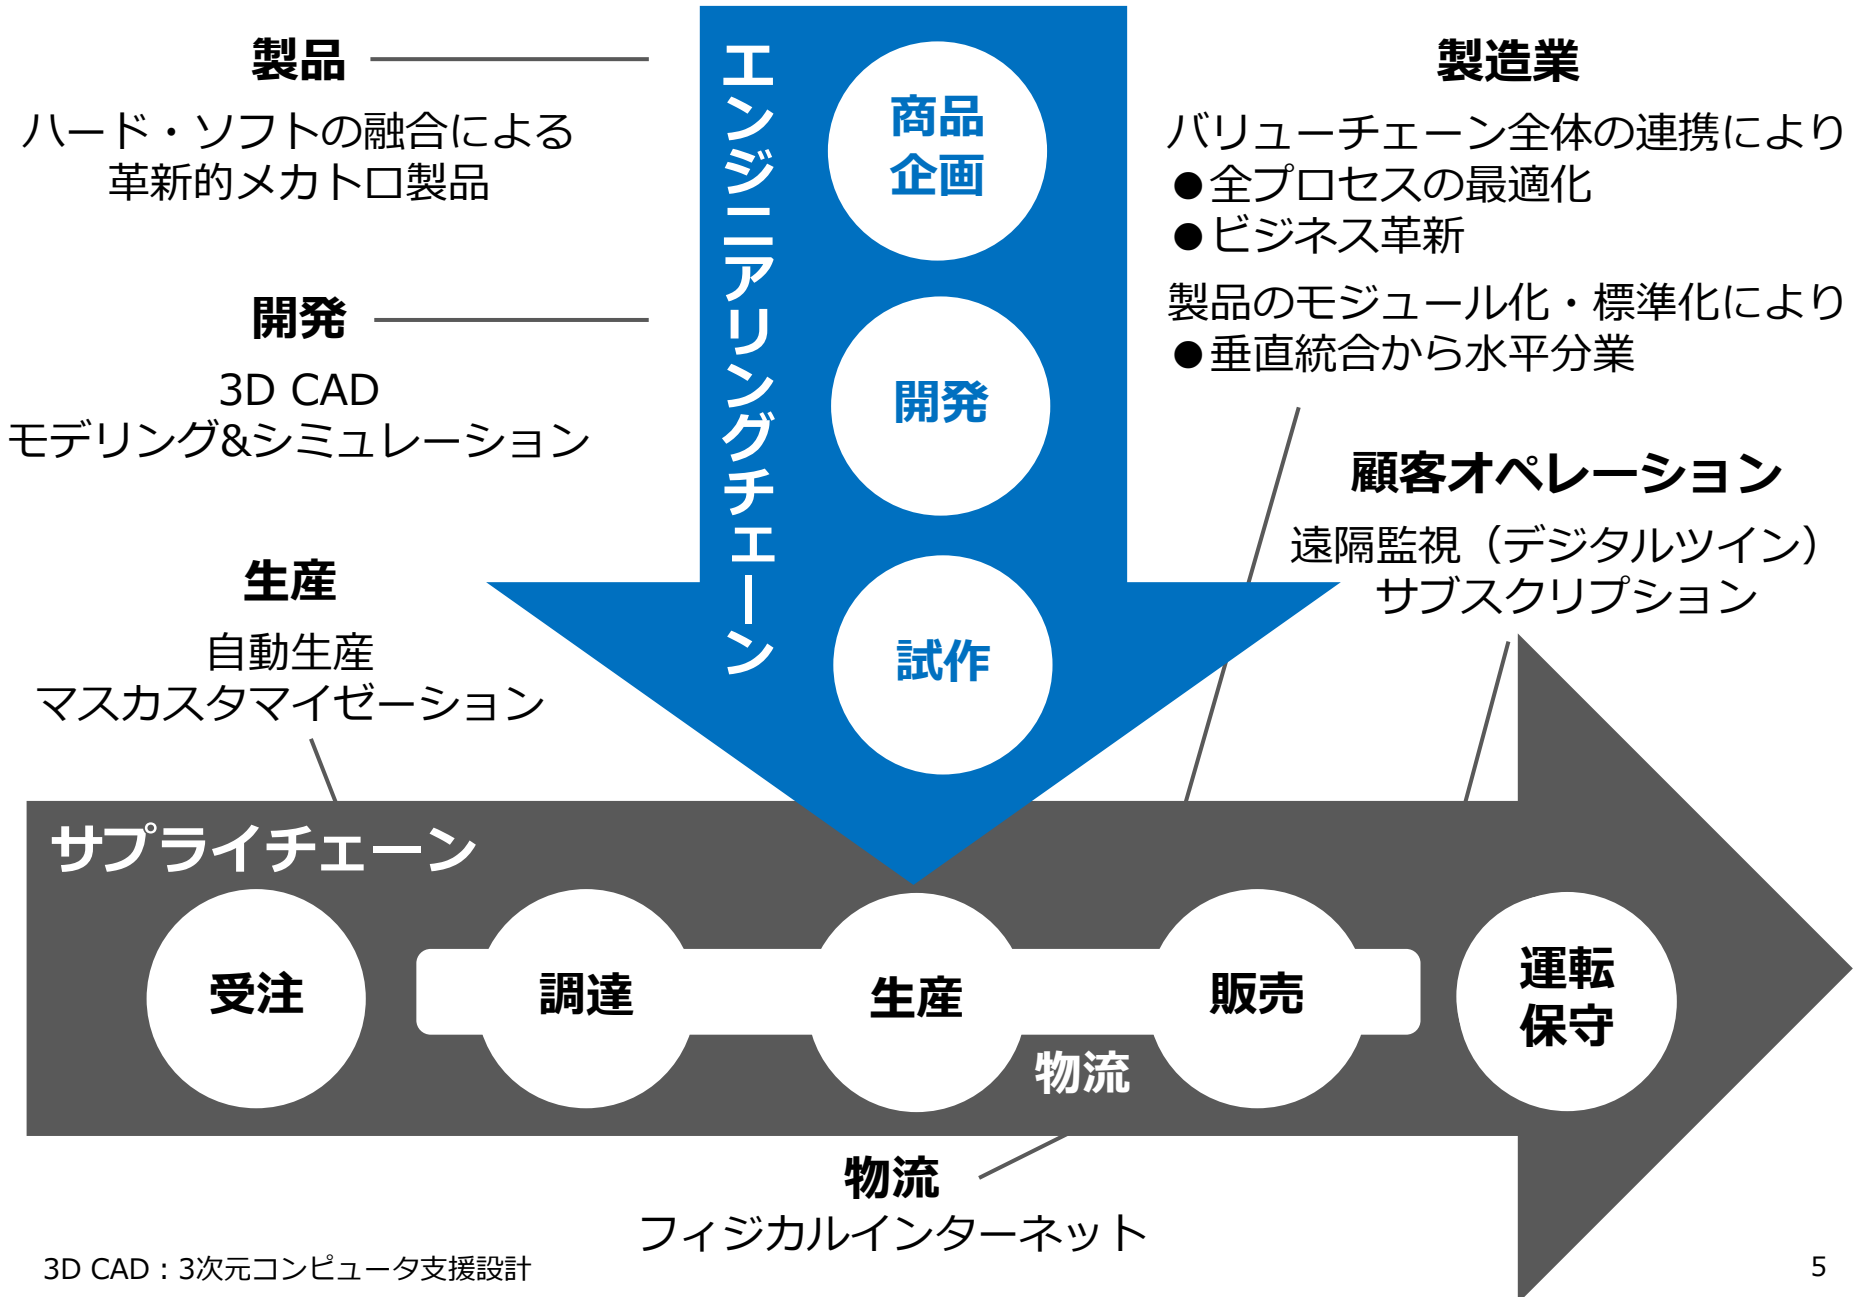 製品
ハード・ソフトの融合による
革新的メカトロ製品
開発
3D CAD
モデリング&シミュレーション
生産
自動生産
マスカスタマイゼーション
エンジニアリングチェーン
商品
企画
開発
試作
製造業
バリューチェーン全体の連携により
●全プロセスの最適化
●ビジネス革新
製品のモジュール化・標準化により
●垂直統合から水平分業
顧客オペレーション
遠隔監視（デジタルツイン）
サブスクリプション
サプライチェーン
受注
調達
生産
販売
運転
保守
物流
物流
フィジカルインターネット
3D CAD：3次元コンピュータ支援設計
5